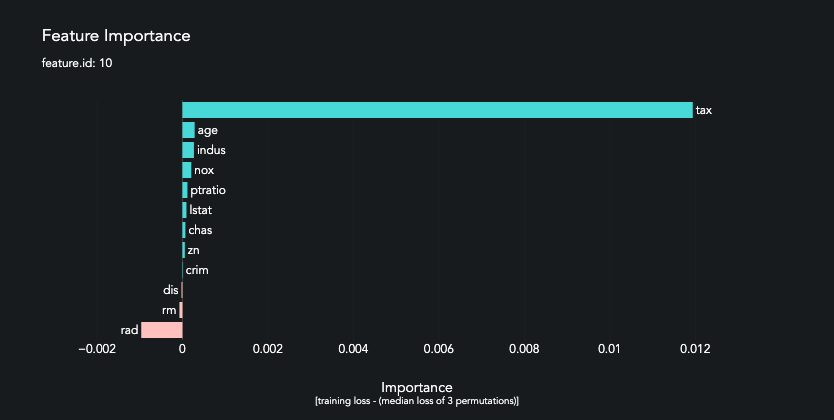 Feature Importance
feature.id: 10
tax
age
indus
nox
ptratio
lstat
chas
zn
crim
dis
rm
rad
−0.002 0 0.002 0.004 0.006 0.008 0.01 0.012
Importance
[training loss - (median loss of 3 permutations)]